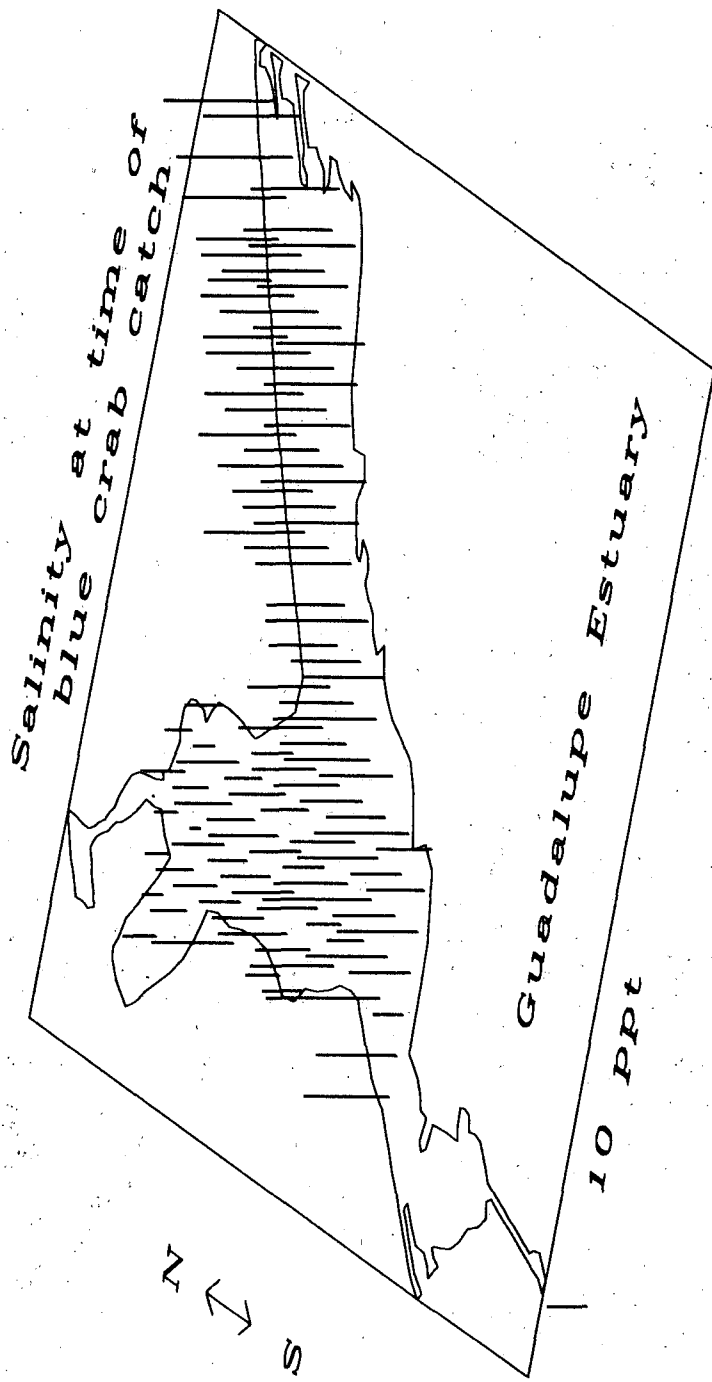 Salinity at time of
blue crab catch
Guadalupe Estuary
10 ppt
N
S